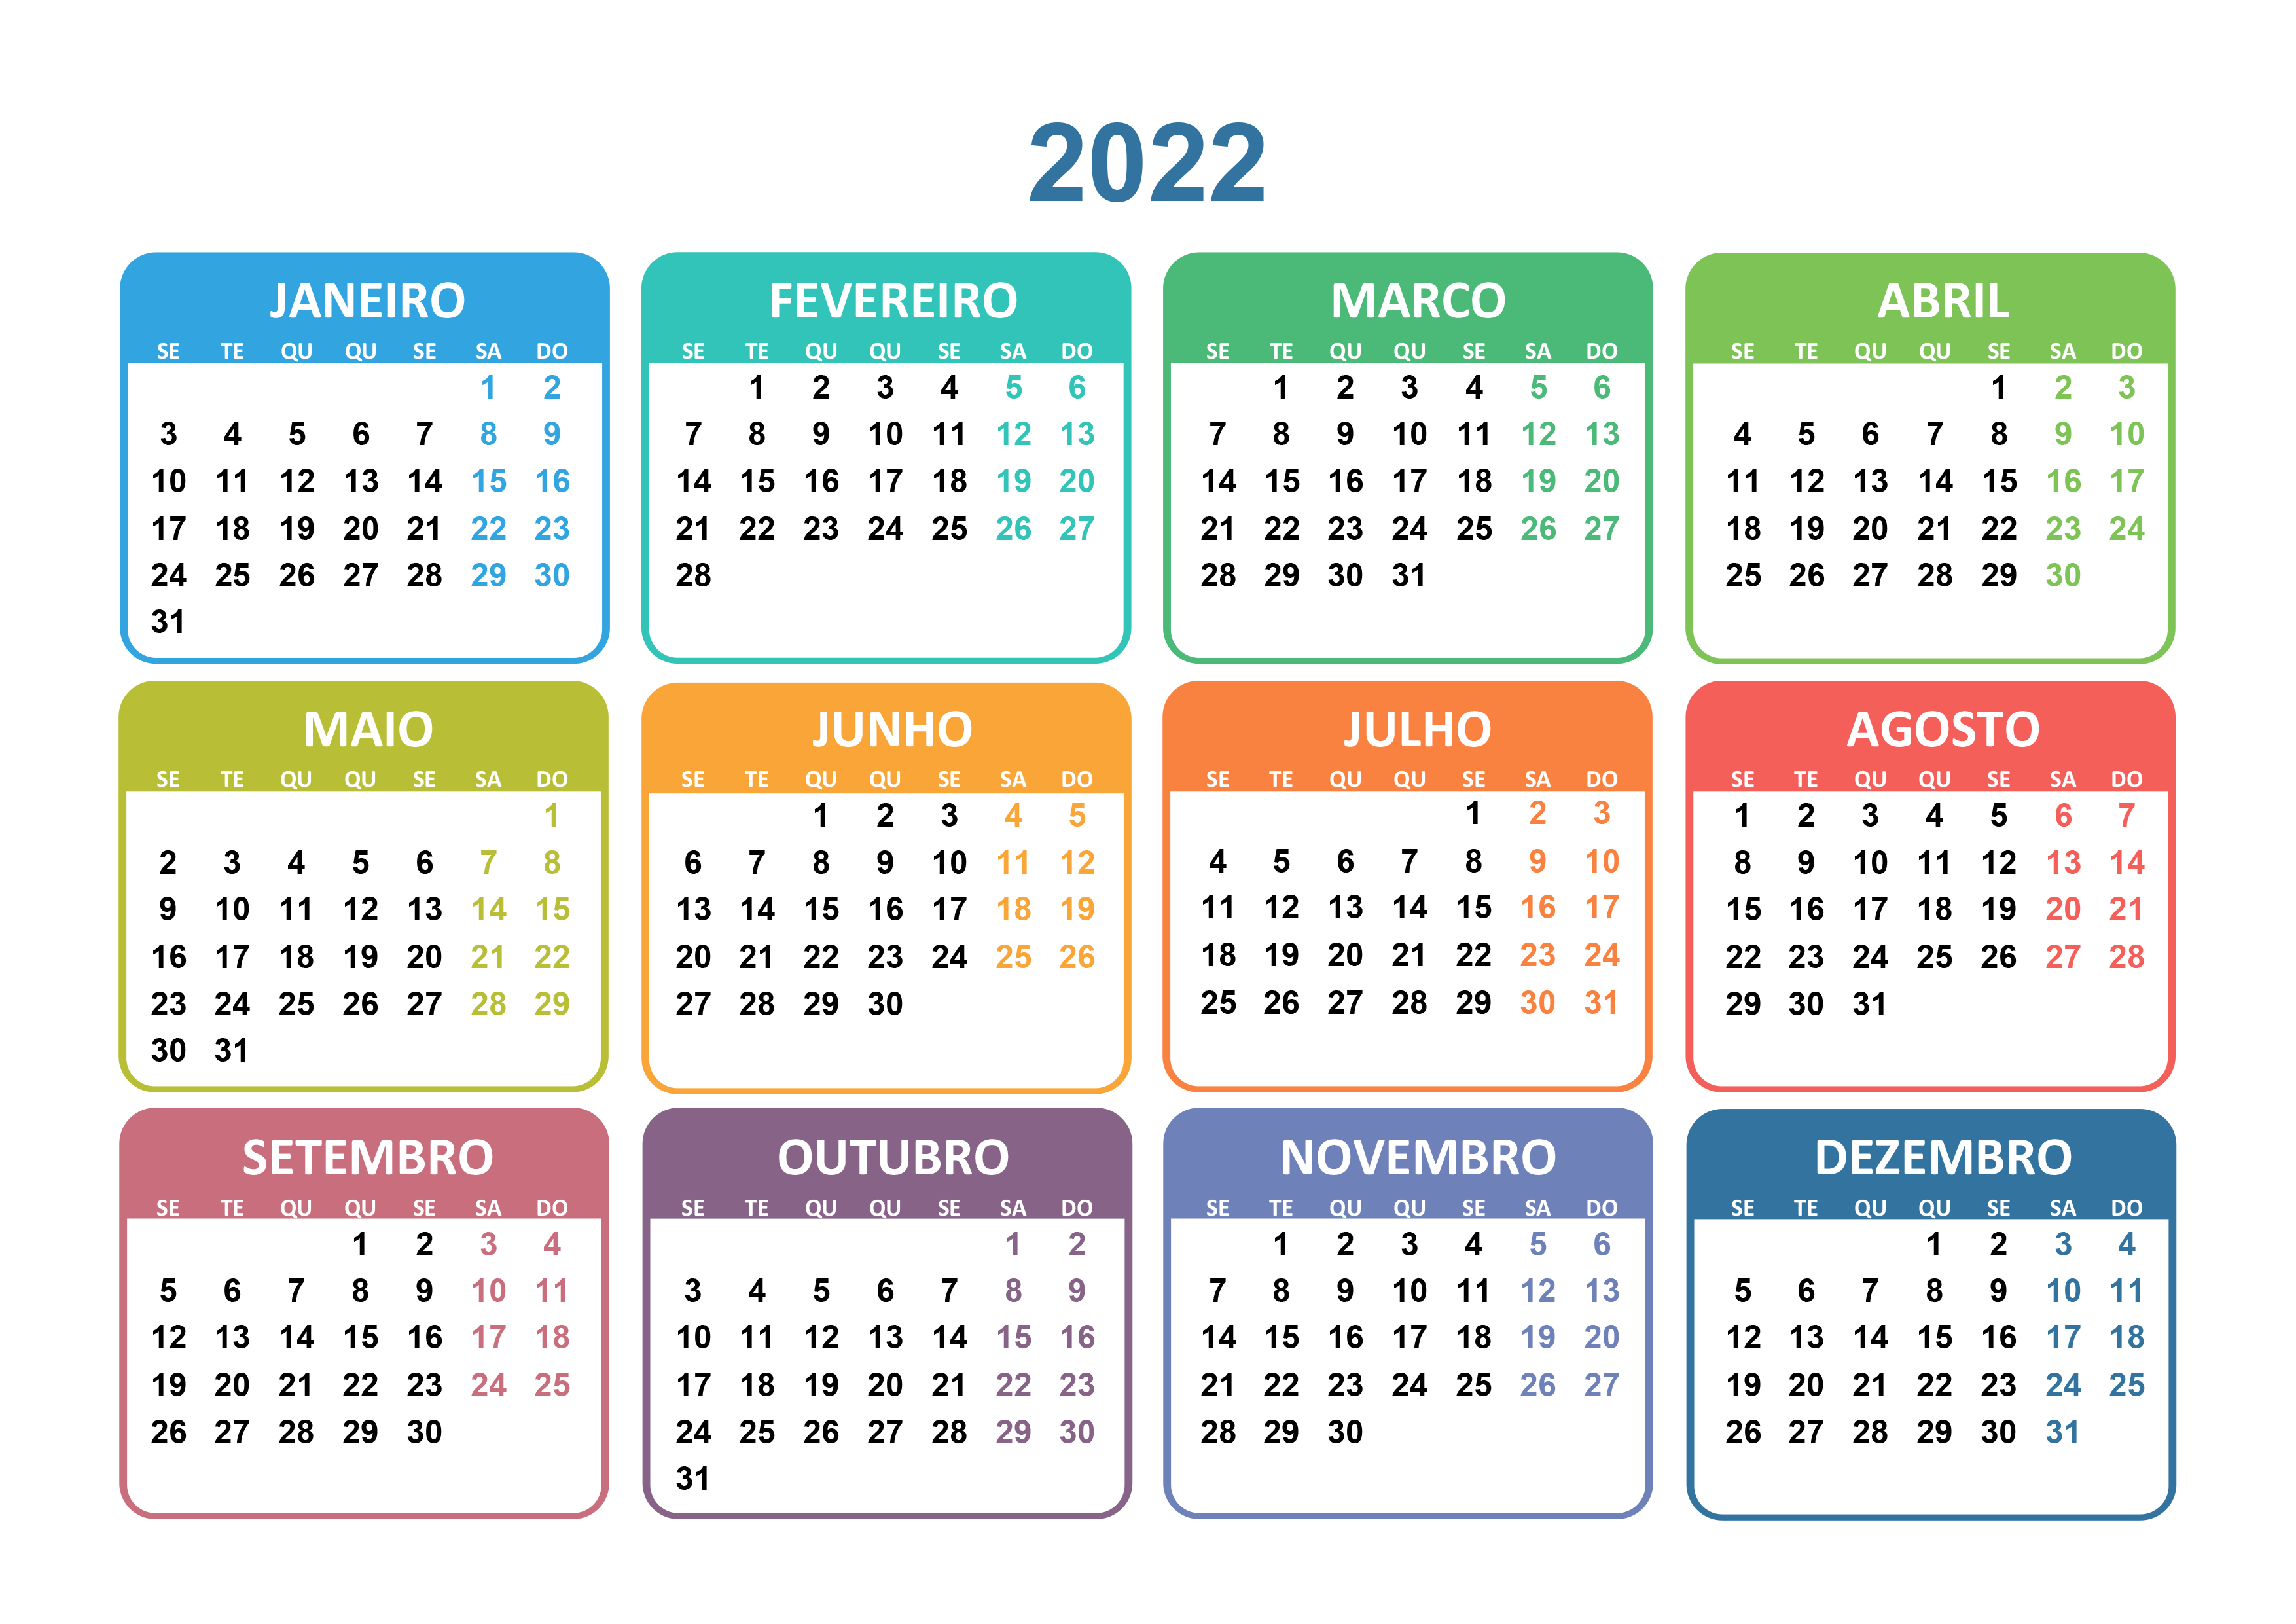 2022
JANEIRO
SE TE QU QU SE SA DO
1 2
3 4 5 6 7 8 9
10 11 12 13 14 15 16
17 18 19 20 21 22 23
24 25 26 27 28 29 30
31
FEVEREIRO
SE TE QU QU SE SA DO
1 2 3 4 5 6
7 8 9 10 11 12 13
14 15 16 17 18 19 20
21 22 23 24 25 26 27
28
MARCO
SE TE QU QU SE SA DO
1 2 3 4 5 6
7 8 9 10 11 12 13
14 15 16 17 18 19 20
21 22 23 24 25 26 27
28 29 30 31
ABRIL
SE TE QU QU SE SA DO
1 2 3
4 5 6 7 8 9 10
11 12 13 14 15 16 17
18 19 20 21 22 23 24
25 26 27 28 29 30
MAIO
SE TE QU QU SE SA DO
1
2 3 4 5 6 7 8
9 10 11 12 13 14 15
16 17 18 19 20 21 22
23 24 25 26 27 28 29
30 31
JUNHO
SE TE QU QU SE SA DO
1 2 3 4 5
6 7 8 9 10 11 12
13 14 15 16 17 18 19
20 21 22 23 24 25 26
27 28 29 30
JULHO
SE TE QU QU SE SA DO
1 2 3
4 5 6 7 8 9 10
11 12 13 14 15 16 17
18 19 20 21 22 23 24
25 26 27 28 29 30 31
AGOSTO
SE TE QU QU SE SA DO
1 2 3 4 5 6 7
8 9 10 11 12 13 14
15 16 17 18 19 20 21
22 23 24 25 26 27 28
29 30 31
SETEMBRO
SE TE QU QU SE SA DO
1 2 3 4
5 6 7 8 9 10 11
12 13 14 15 16 17 18
19 20 21 22 23 24 25
26 27 28 29 30
OUTUBRO
SE TE QU QU SE SA DO
1 2
3 4 5 6 7 8 9
10 11 12 13 14 15 16
17 18 19 20 21 22 23
24 25 26 27 28 29 30
31
NOVEMBRO
SE TE QU QU SE SA DO
1 2 3 4 5 6
7 8 9 10 11 12 13
14 15 16 17 18 19 20
21 22 23 24 25 26 27
28 29 30
DEZEMBRO
SE TE QU QU SE SA DO
1 2 3 4
5 6 7 8 9 10 11
12 13 14 15 16 17 18
19 20 21 22 23 24 25
26 27 28 29 30 31